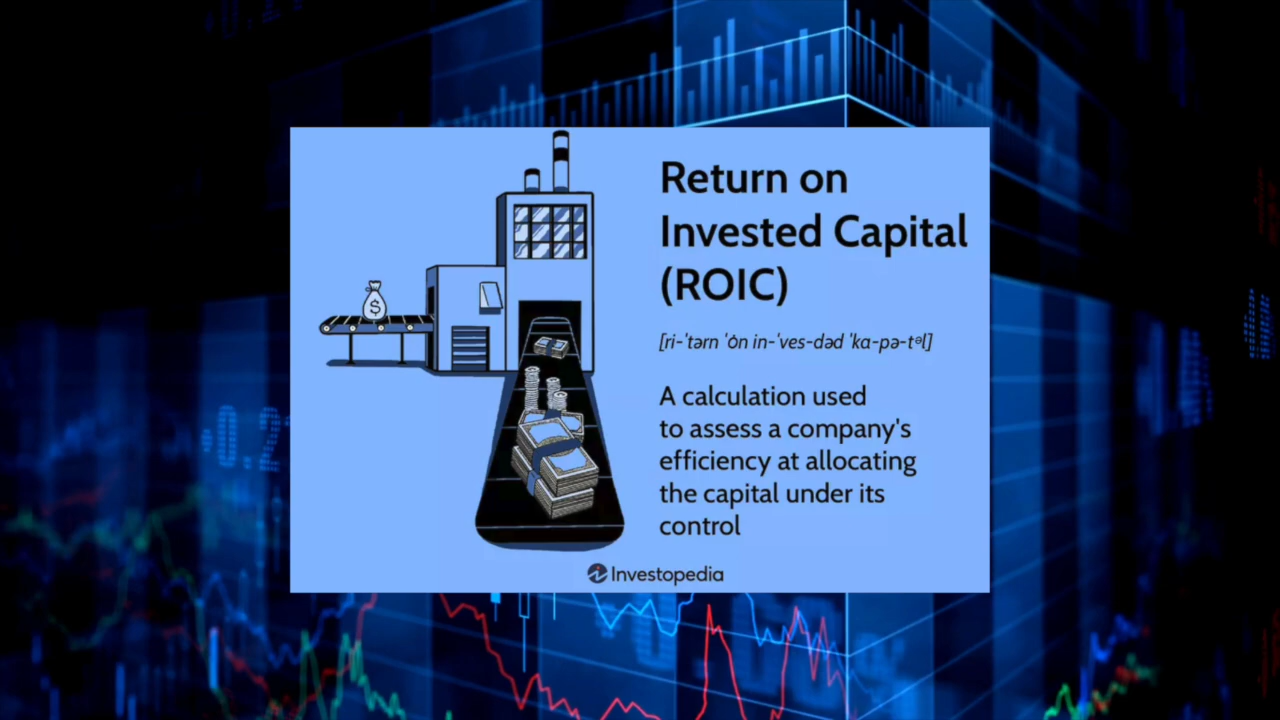 Return on
Invested Capital
(ROIC)
[ri-ˈtərn ˈȯn in-ˈves-dəd ˈka-pə-tᵊl]
A calculation used
to assess a company's
efficiency at allocating
the capital under its
control
$
Investopedia